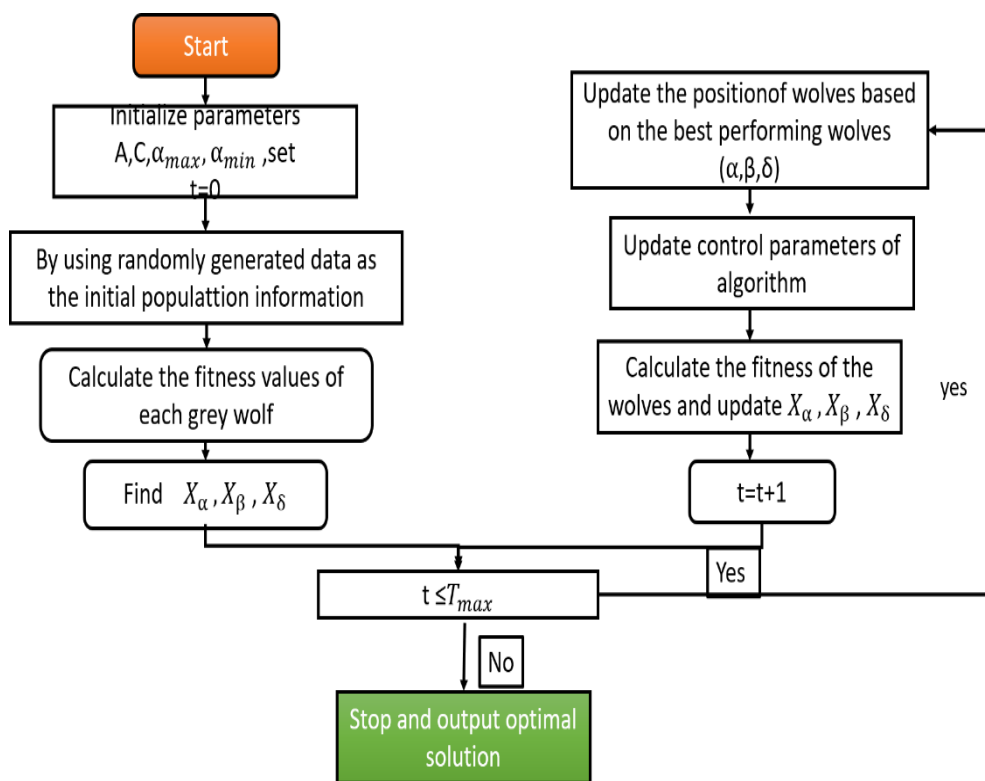 Start
Initialize parameters
A,C,α_max, α_min ,set
t=0
By using randomly generated data as
the initial populattion information
Calculate the fitness values of
each grey wolf
Find X_α , X_β , X_δ
Update the positionof wolves based
on the best performing wolves
(α,β,δ)
Update control parameters of
algorithm
Calculate the fitness of the
wolves and update X_α , X_β , X_δ
yes
t=t+1
Yes
t ≤T_max
No
Stop and output optimal
solution